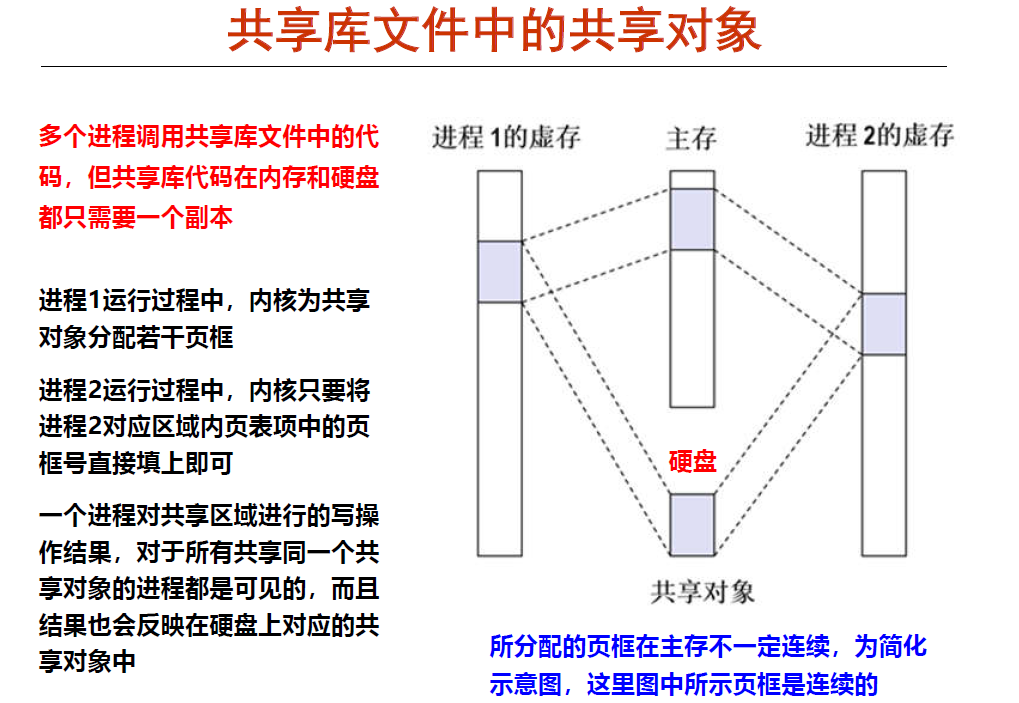 共享库文件中的共享对象
多个进程调用共享库文件中的代
码，但共享库代码在内存和硬盘
都只需要一个副本
进程1运行过程中，内核为共享
对象分配若干页框
进程2运行过程中，内核只要将
进程2对应区域内页表项中的页
框号直接填上即可
一个进程对共享区域进行的写操
作结果，对于所有共享同一个共
享对象的进程都是可见的，而且
结果也会反映在硬盘上对应的共
享对象中
进程 1的虚存
主存
进程 2的虚存
硬盘
共享对象
所分配的页框在主存不一定连续，为简化
示意图，这里图中所示页框是连续的